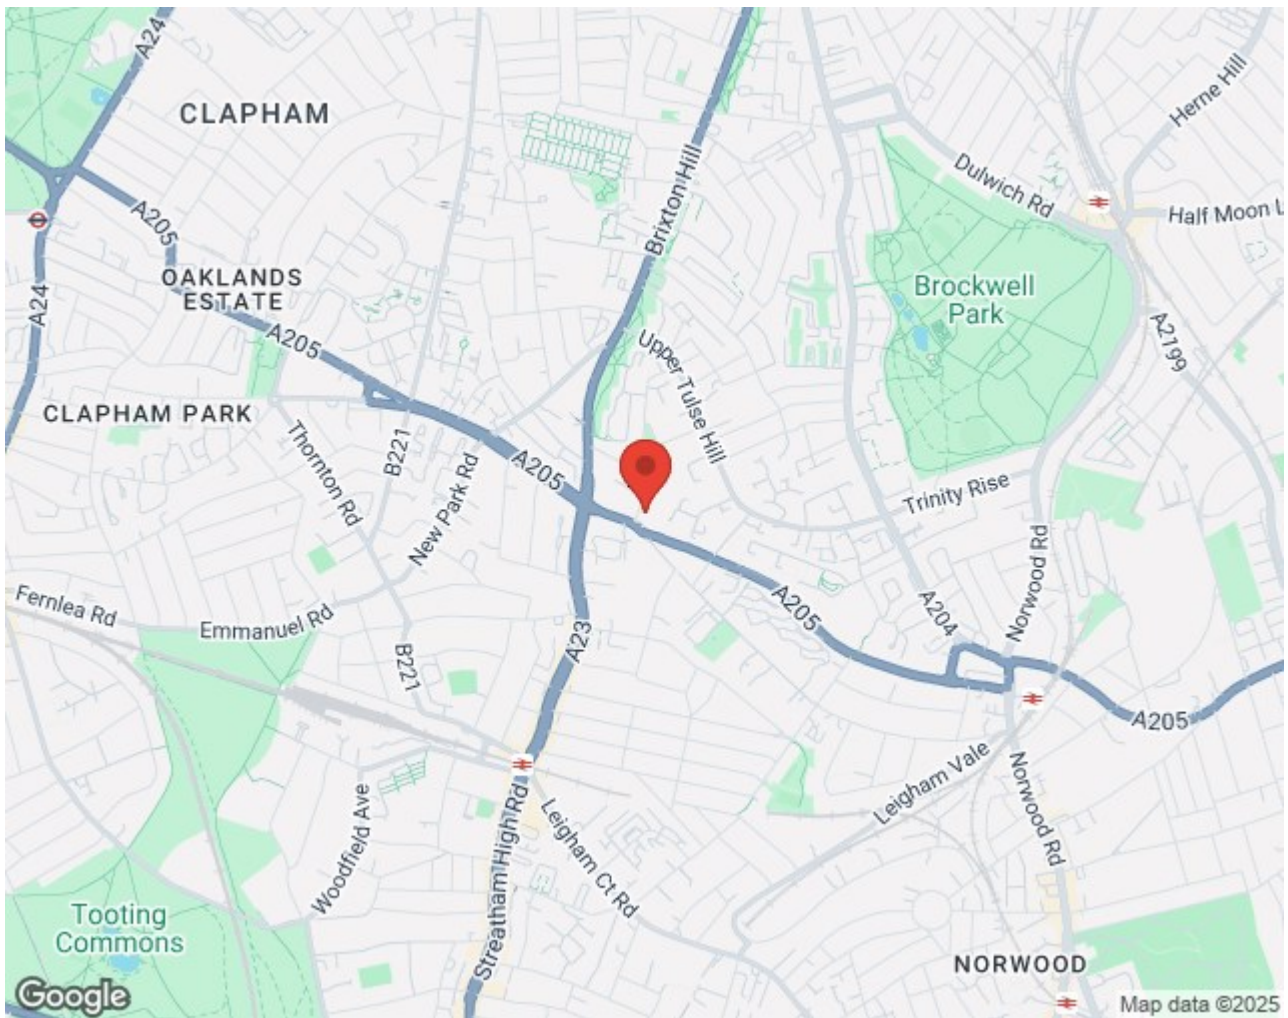 A24
CLAPHAM
A205
OAKLANDS
ESTATE
A24
A205
CLAPHAM PARK
Brixton Hill
Herne Hill
Dulwich Rd
Half Moon L
Brockwell
Park
A2199
Upper Tulse Hill
Thornton Rd
B221
New Park Rd
A205
Trinity Rise
Norwood Rd
A205
A204
Fernlea Rd
Emmanuel Rd
B221
A23
A205
Leigham Vale
Norwood Rd
Woodfield Ave
Streatham High Rd
Leigham Ct Rd
Tooting
Commons
NORWOOD
Google
Map data ©2025